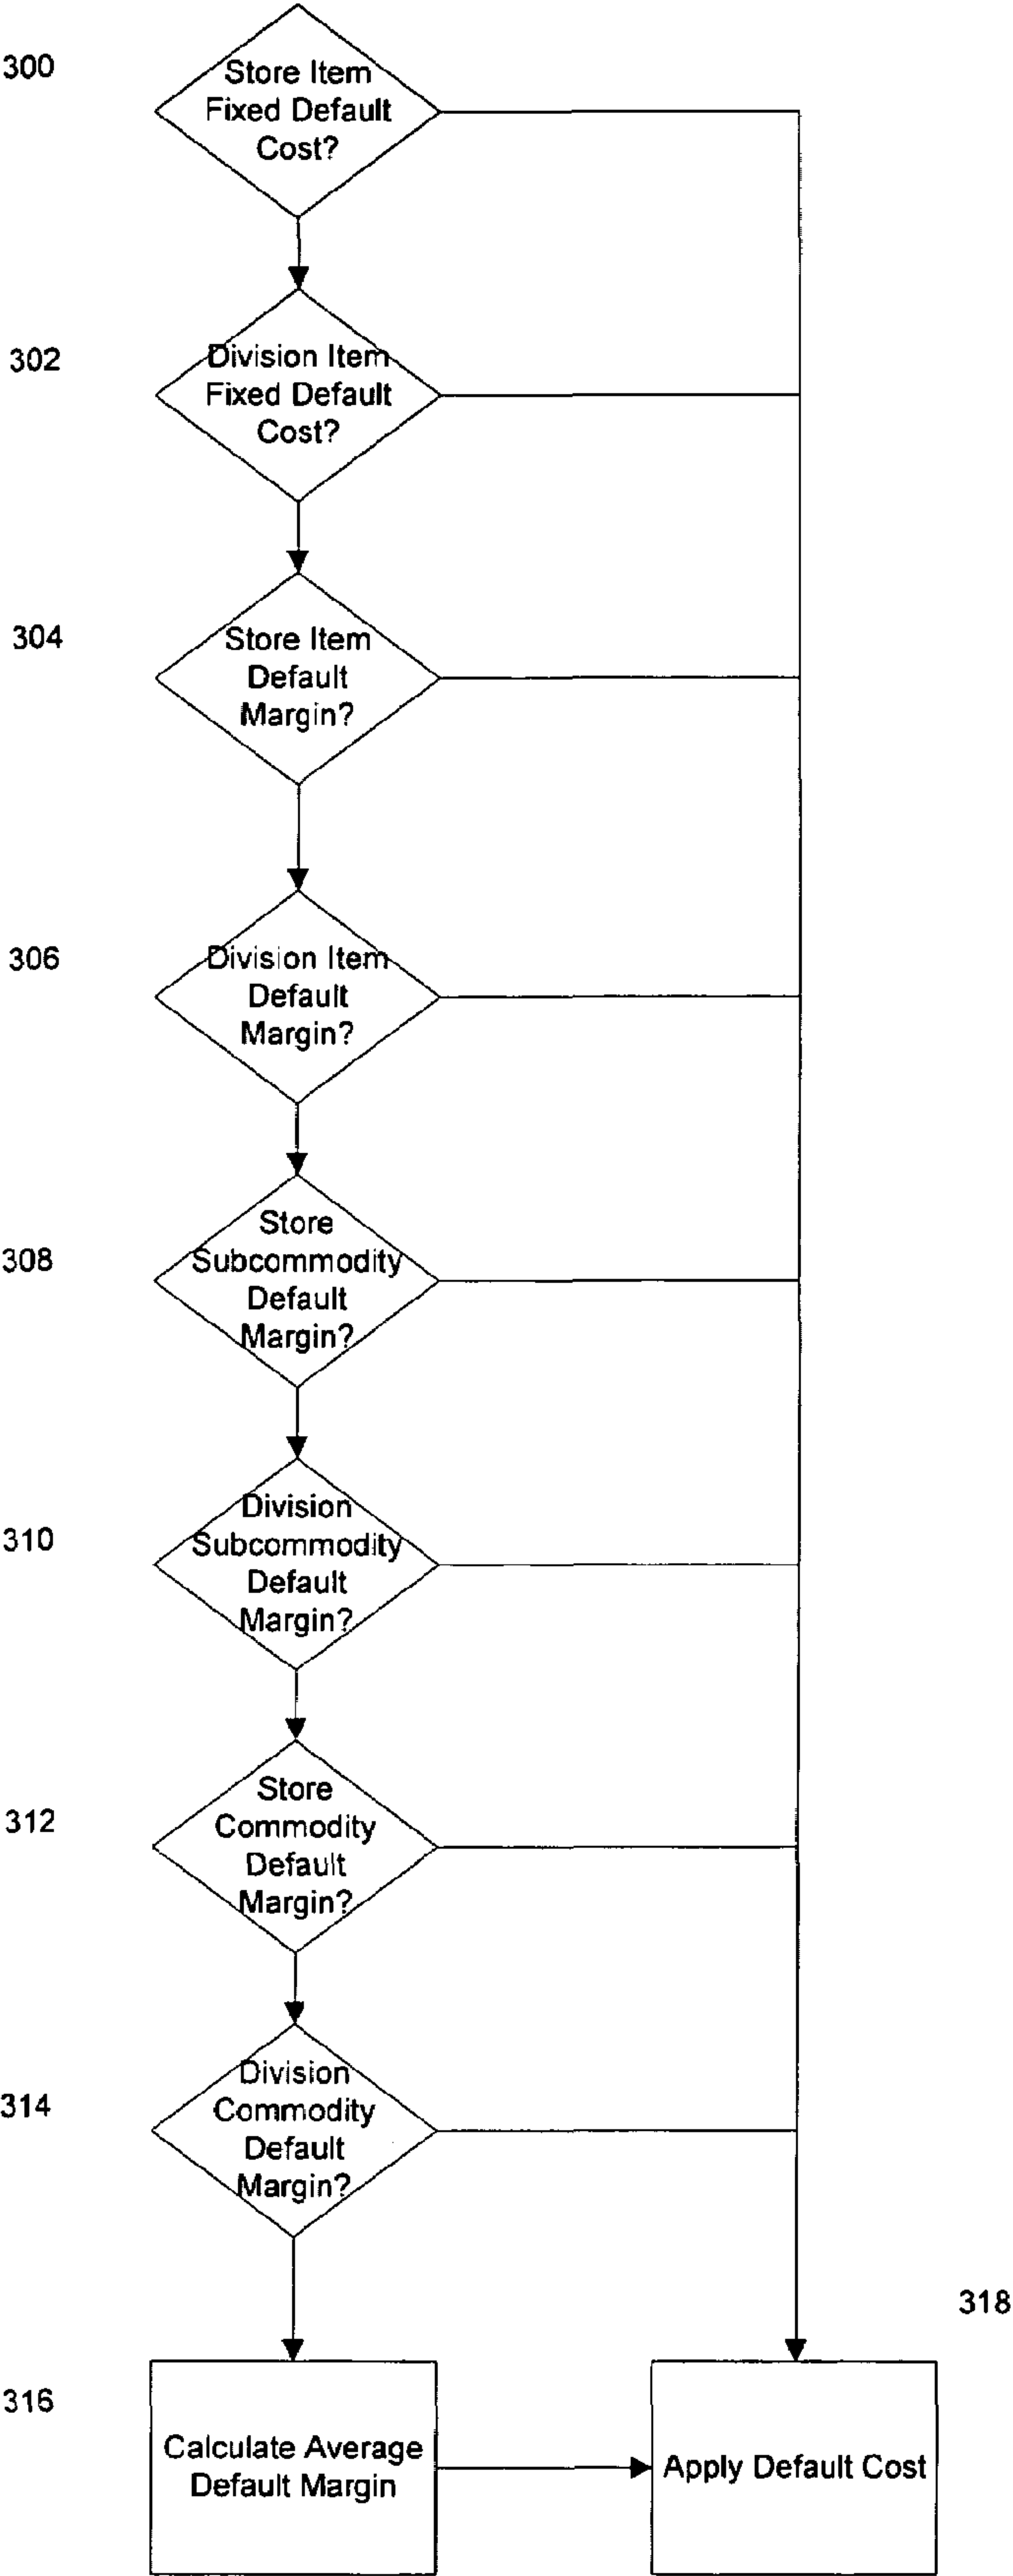 300
Store Item
Fixed Default
Cost?
302
Division Item
Fixed Default
Cost?
304
Store Item
Default
Margin?
306
Division Item
Default
Margin?
308
Store
Subcommodity
Default
Margin?
310
Division
Subcommodity
Default
Margin?
312
Store
Commodity
Default
Margin?
314
Division
Commodity
Default
Margin?
318
316
Calculate Average
Default Margin
Apply Default Cost